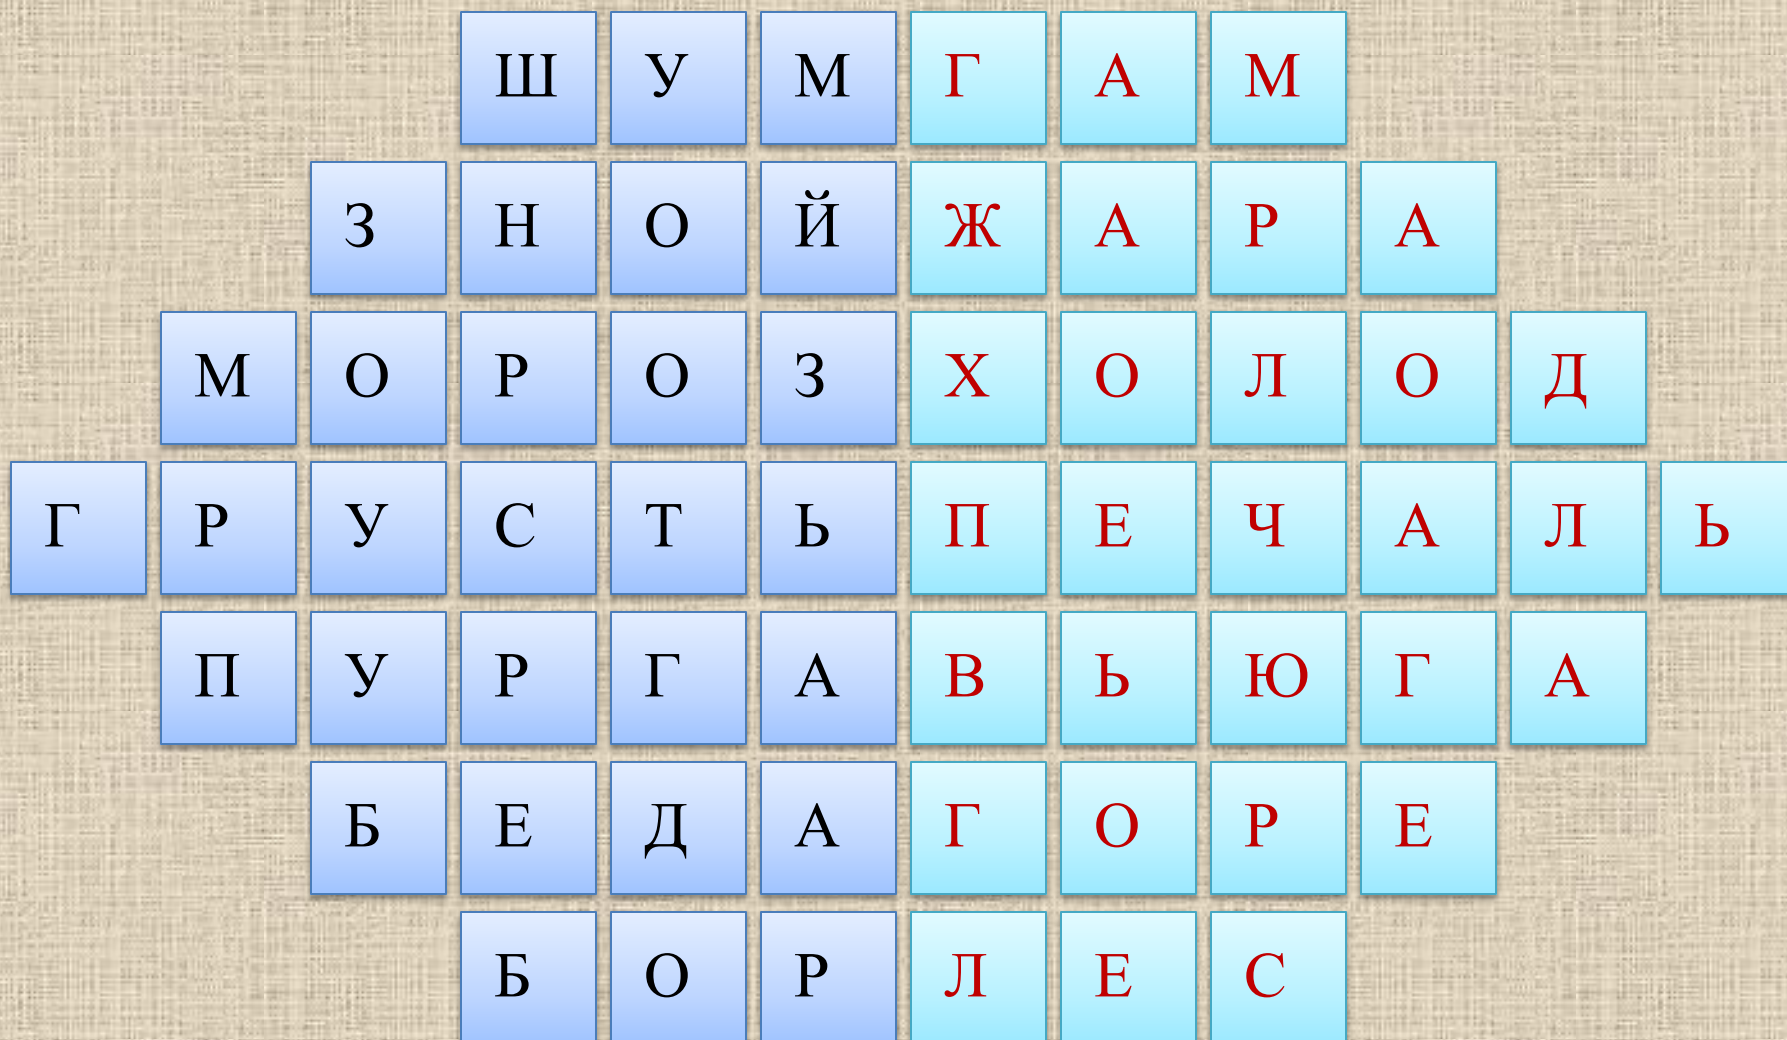 ШУМГАМ
ЗНОЙЖАРА
МОРОЗХОЛОД
ГРУСТЬПЕЧАЛЬ
ПУРГАВЬЮГА
БЕДАГОРЕ
БОРЛЕС